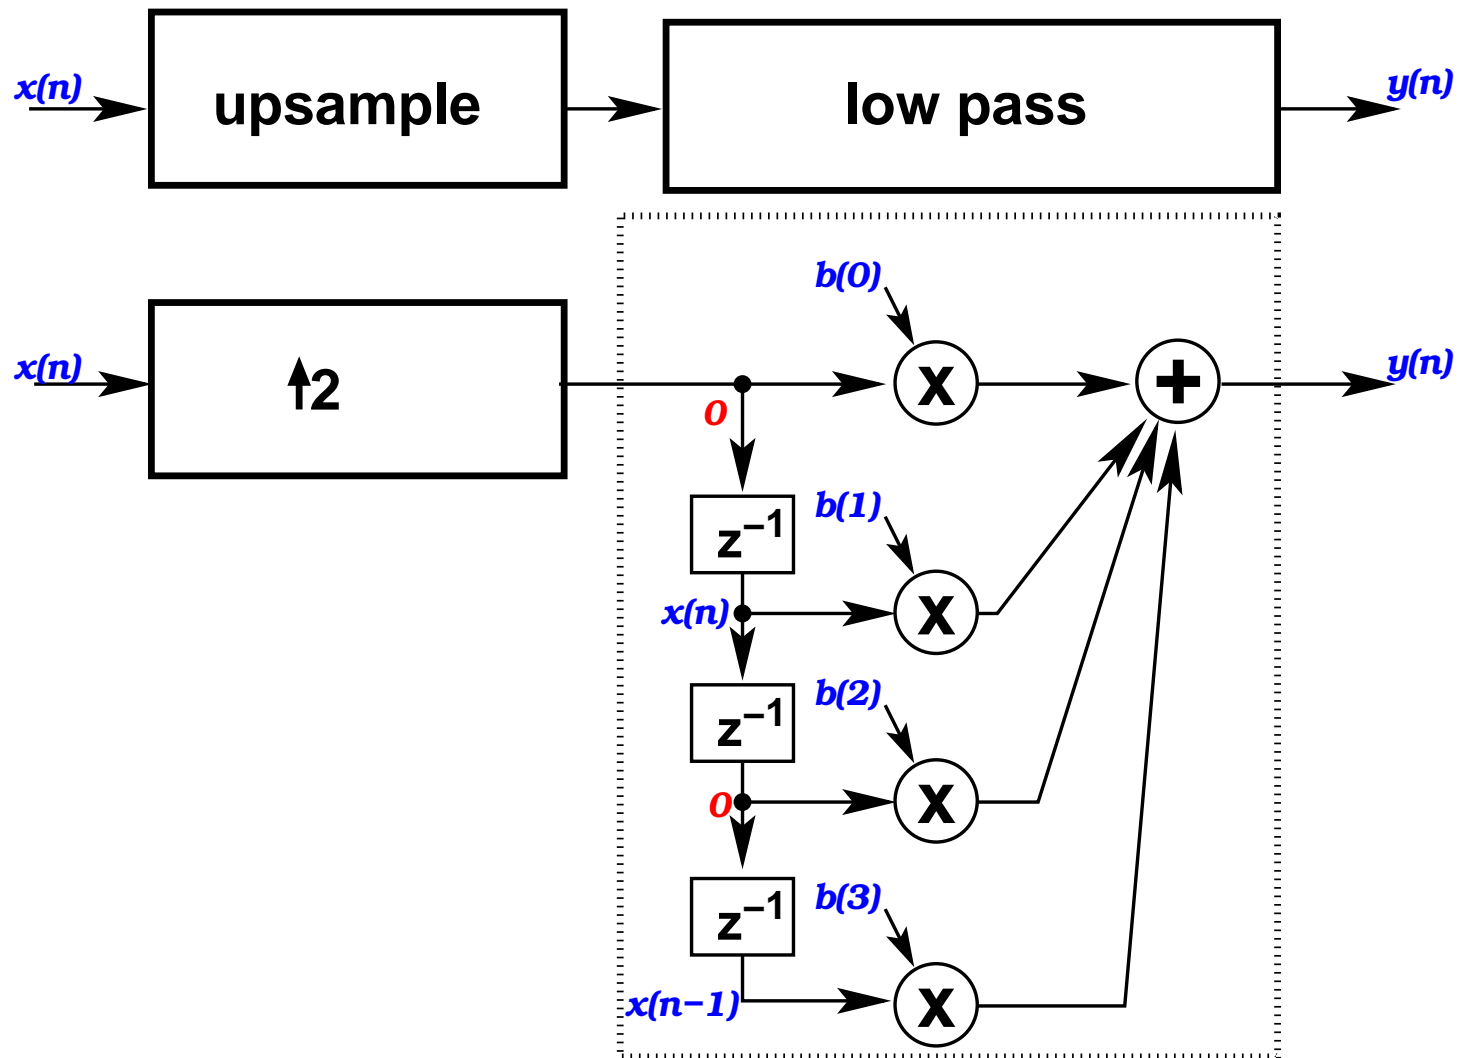 x(n) upsample low pass y(n)
b(0)
x(n) ↑2 x y(n)
0 +
z⁻¹ b(1)
x(n) x
z⁻¹ b(2)
0 x
z⁻¹ b(3)
x(n−1) x